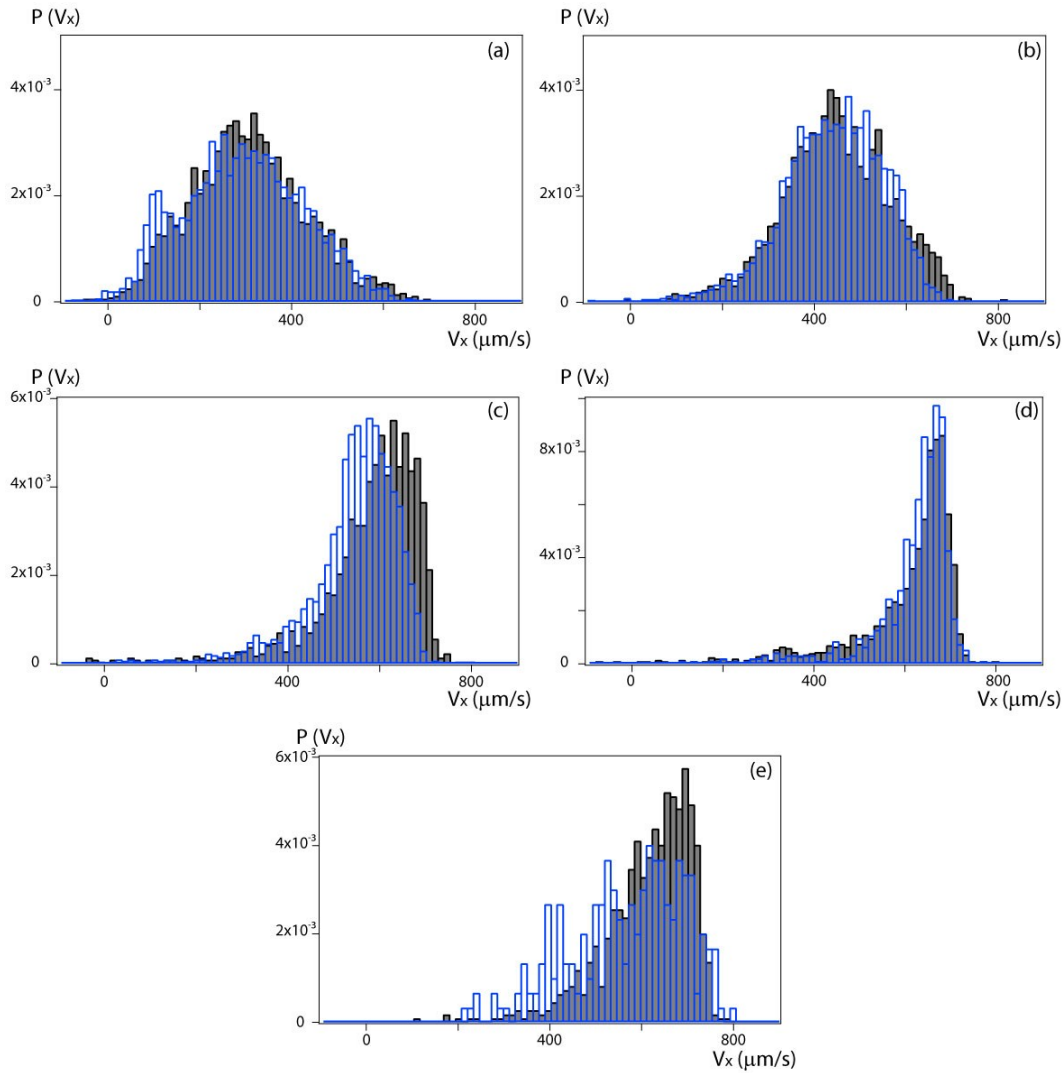 P (Vx)
(a)
4x10-3
2x10-3
0
0
400
800
Vx (μm/s)
P (Vx)
(b)
4x10-3
2x10-3
0
0
400
800
Vx (μm/s)
P (Vx)
(c)
6x10-3
4x10-3
2x10-3
0
0
400
800
Vx (μm/s)
P (Vx)
(d)
8x10-3
4x10-3
0
0
400
800
Vx (μm/s)
P (Vx)
(e)
6x10-3
4x10-3
2x10-3
0
0
400
800
Vx (μm/s)